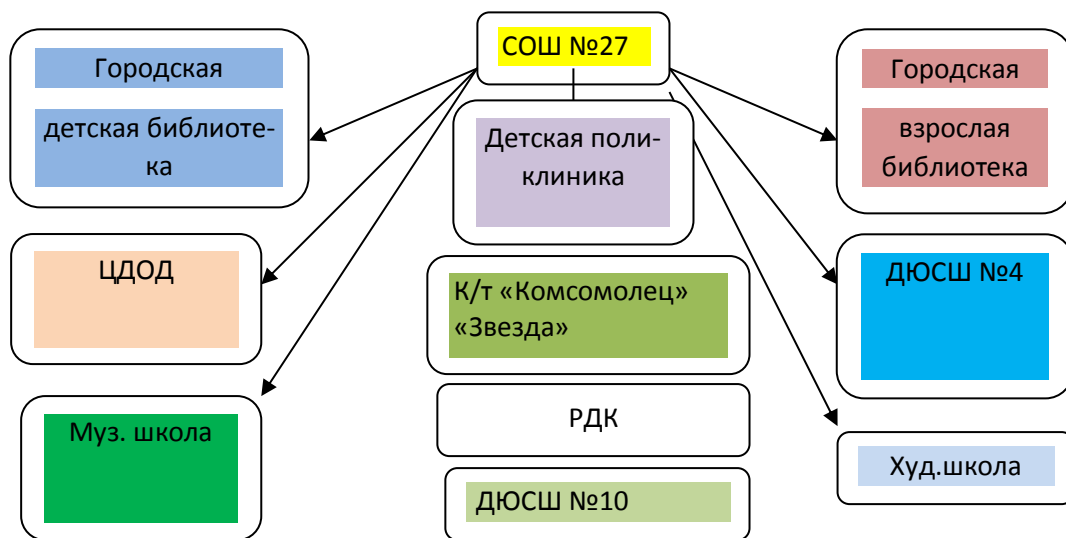 СОШ №27
Городская
детская библиоте-
ка
Детская поли-
клиника
Городская
взрослая
библиотека
ЦДОД
К/т «Комсомолец»
«Звезда»
ДЮСШ №4
Муз. школа
РДК
Худ.школа
ДЮСШ №10